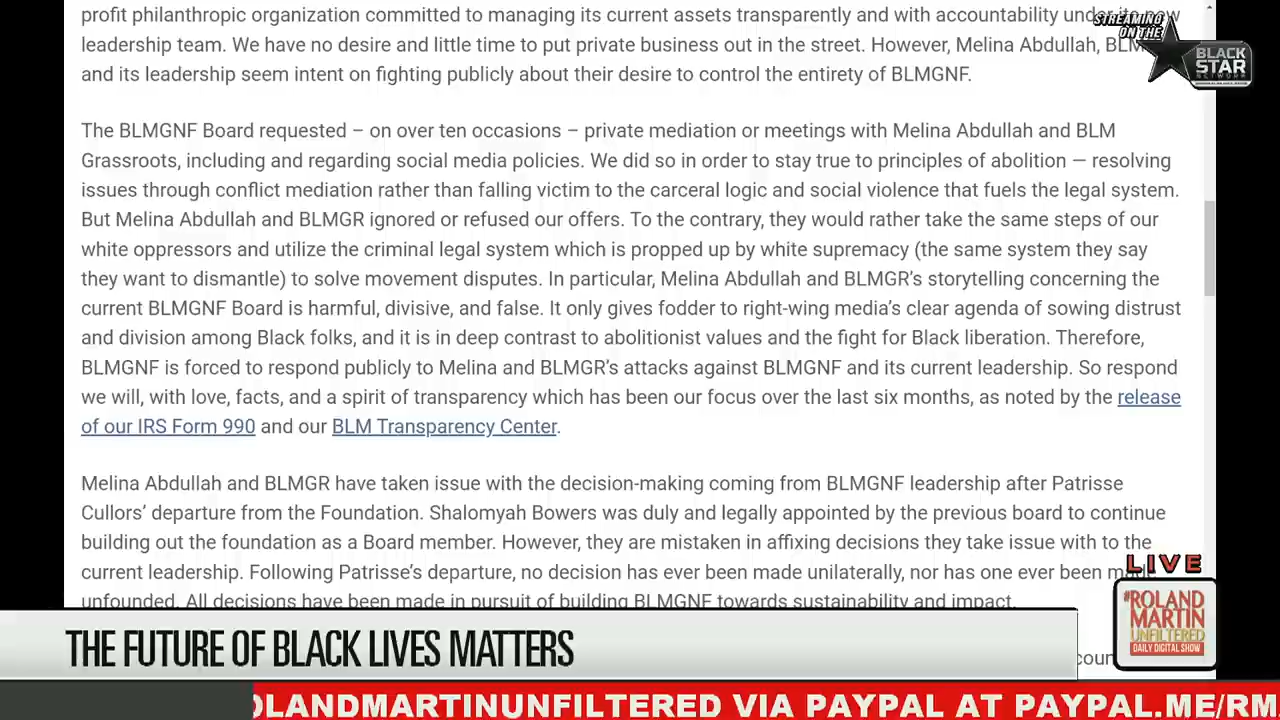 profit philanthropic organization committed to managing its current assets transparently and with accountability under its new
leadership team. We have no desire and little time to put private business out in the street. However, Melina Abdullah, BLM
and its leadership seem intent on fighting publicly about their desire to control the entirety of BLMGNF.
STREAMING
ON THE
BLACK
STAR
NETWORK
The BLMGNF Board requested – on over ten occasions – private mediation or meetings with Melina Abdullah and BLM
Grassroots, including and regarding social media policies. We did so in order to stay true to principles of abolition — resolving
issues through conflict mediation rather than falling victim to the carceral logic and social violence that fuels the legal system.
But Melina Abdullah and BLMGR ignored or refused our offers. To the contrary, they would rather take the same steps of our
white oppressors and utilize the criminal legal system which is propped up by white supremacy (the same system they say
they want to dismantle) to solve movement disputes. In particular, Melina Abdullah and BLMGR’s storytelling concerning the
current BLMGNF Board is harmful, divisive, and false. It only gives fodder to right-wing media’s clear agenda of sowing distrust
and division among Black folks, and it is in deep contrast to abolitionist values and the fight for Black liberation. Therefore,
BLMGNF is forced to respond publicly to Melina and BLMGR’s attacks against BLMGNF and its current leadership. So respond
we will, with love, facts, and a spirit of transparency which has been our focus over the last six months, as noted by the release
of our IRS Form 990 and our BLM Transparency Center.
Melina Abdullah and BLMGR have taken issue with the decision-making coming from BLMGNF leadership after Patrisse
Cullors’ departure from the Foundation. Shalomyah Bowers was duly and legally appointed by the previous board to continue
building out the foundation as a Board member. However, they are mistaken in affixing decisions they take issue with to the
current leadership. Following Patrisse’s departure, no decision has ever been made unilaterally, nor has one ever been made
unfounded. All decisions have been made in pursuit of building BLMGNF towards sustainability and impact.
LIVE
#ROLAND
MARTIN
UNFILTERED
DAILY DIGITAL SHOW
THE FUTURE OF BLACK LIVES MATTERS
OLANDMARTINUNFILTERED VIA PAYPAL AT PAYPAL.ME/RM